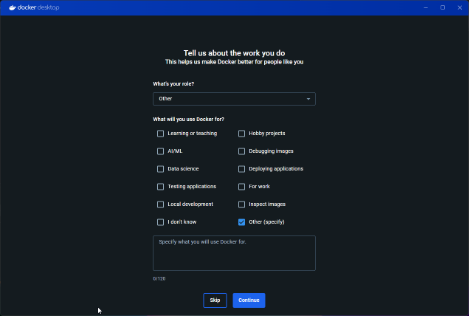 docker desktop
Tell us about the work you do
This helps us make Docker better for people like you
What's your role?
Other
What will you use Docker for?
Learning or teaching
Hobby projects
AI/ML
Debugging images
Data science
Deploying applications
Testing applications
For work
Local development
Inspect images
I don't know
Other (specify)
Specify what you will use Docker for.
0/120
Skip
Continue